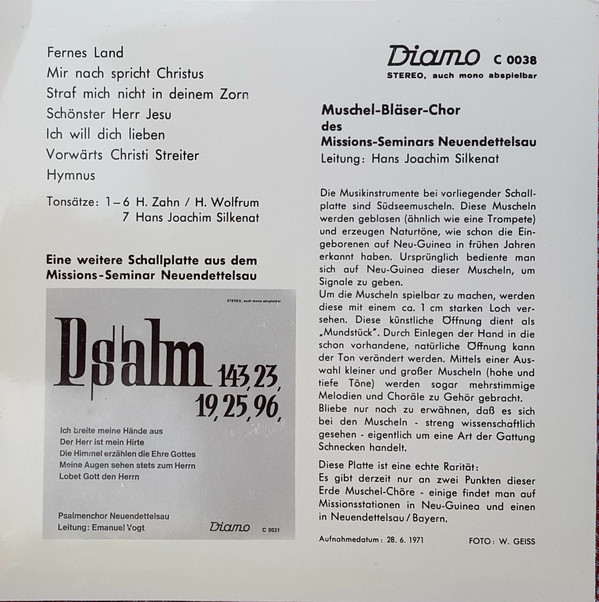 Fernes Land
Mir nach spricht Christus
Straf mich nicht in deinem Zorn
Schönster Herr Jesu
Ich will dich lieben
Vorwärts Christi Streiter
Hymnus
Tonsätze: 1–6 H. Zahn / H. Wolfrum
7 Hans Joachim Silkenat
Eine weitere Schallplatte aus dem
Missions-Seminar Neuendettelsau
STEREO, auch mono abspielbar
Psalm 143, 23,
19, 25, 96,
Ich breite meine Hände aus
Der Herr ist mein Hirte
Die Himmel erzählen die Ehre Gottes
Meine Augen sehen stets zum Herrn
Lobet Gott den Herrn
Psalmenchor Neuendettelsau
Leitung: Emanuel Vogt
Diamo C 0031
Diamo C 0038
STEREO, auch mono abspielbar
Muschel-Bläser-Chor
des
Missions-Seminars Neuendettelsau
Leitung: Hans Joachim Silkenat
Die Musikinstrumente bei vorliegender Schall-
platte sind Südseemuscheln. Diese Muscheln
werden geblasen (ähnlich wie eine Trompete)
und erzeugen Naturtöne, wie schon die Ein-
geborenen auf Neu-Guinea in frühen Jahren
erkannt haben. Ursprünglich bediente man
sich auf Neu-Guinea dieser Muscheln, um
Signale zu geben.
Um die Muscheln spielbar zu machen, werden
diese mit einem ca. 1 cm starken Loch ver-
sehen. Diese künstliche Öffnung dient als
„Mundstück". Durch Einlegen der Hand in die
schon vorhandene, natürliche Öffnung kann
der Ton verändert werden. Mittels einer Aus-
wahl kleiner und großer Muscheln (hohe und
tiefe Töne) werden sogar mehrstimmige
Melodien und Choräle zu Gehör gebracht.
Bliebe nur noch zu erwähnen, daß es sich
bei den Muscheln - streng wissenschaftlich
gesehen - eigentlich um eine Art der Gattung
Schnecken handelt.
Diese Platte ist eine echte Rarität:
Es gibt derzeit nur an zwei Punkten dieser
Erde Muschel-Chöre - einige findet man auf
Missionsstationen in Neu-Guinea und einen
in Neuendettelsau / Bayern.
Aufnahmedatum: 28. 6. 1971 FOTO: W. GEISS